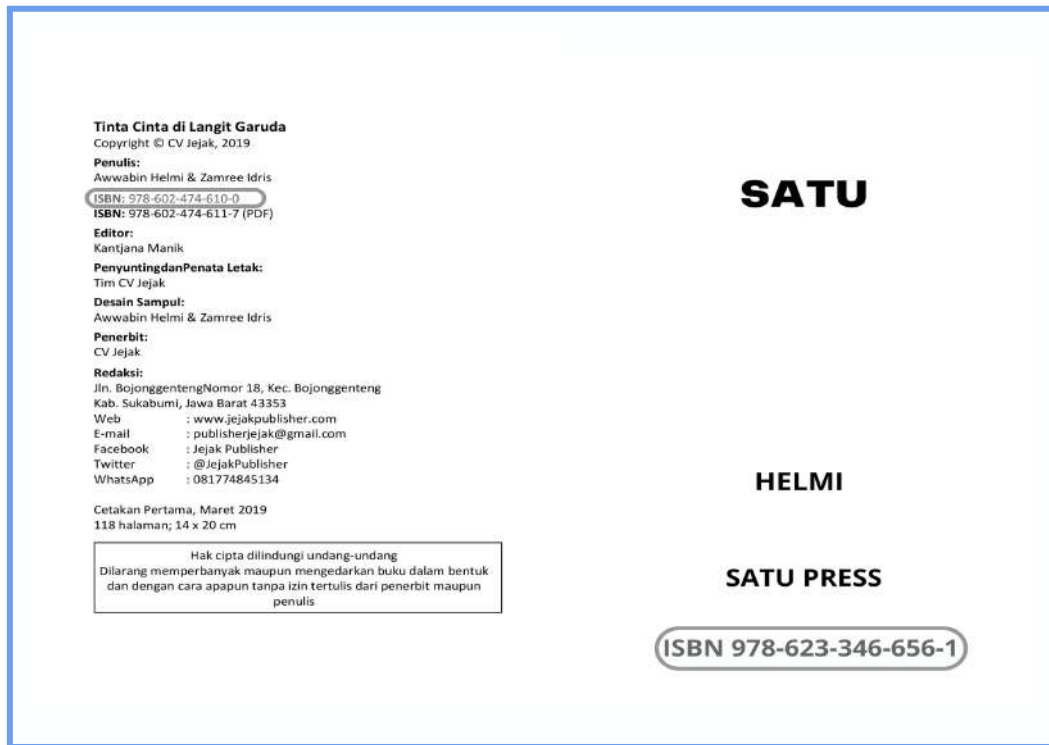 Tinta Cinta di Langit Garuda
Copyright © CV Jejak, 2019
Penulis:
Awwabin Helmi & Zamree Idris
ISBN: 978-602-474-610-0
ISBN: 978-602-474-611-7 (PDF)
Editor:
Kantjana Manik
PenyuntingdanPenata Letak:
Tim CV Jejak
Desain Sampul:
Awwabin Helmi & Zamree Idris
Penerbit:
CV Jejak
Redaksi:
Jln. BojonggentengNomor 18, Kec. Bojonggenteng
Kab. Sukabumi, Jawa Barat 43353
Web : www.jejakpublisher.com
E-mail : publisherjejak@gmail.com
Facebook : Jejak Publisher
Twitter : @JejakPublisher
WhatsApp : 081774845134
Cetakan Pertama, Maret 2019
118 halaman; 14 x 20 cm
Hak cipta dilindungi undang-undang
Dilarang memperbanyak maupun mengedarkan buku dalam bentuk
dan dengan cara apapun tanpa izin tertulis dari penerbit maupun
penulis
SATU
HELMI
SATU PRESS
ISBN 978-623-346-656-1